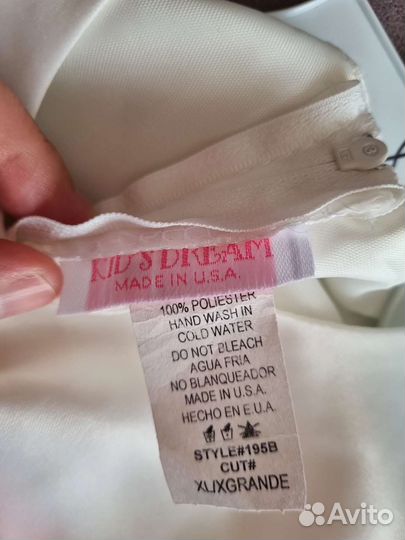 KID'S DREAM
MADE IN U.S.A.
100% POLIESTER
HAND WASH IN
COLD WATER
DO NOT BLEACH
AGUA FRIA
NO BLANQUEADOR
MADE IN U.S.A.
HECHO EN E.U.A.
STYLE#195B
CUT#
XL/XGRANDE
Avito